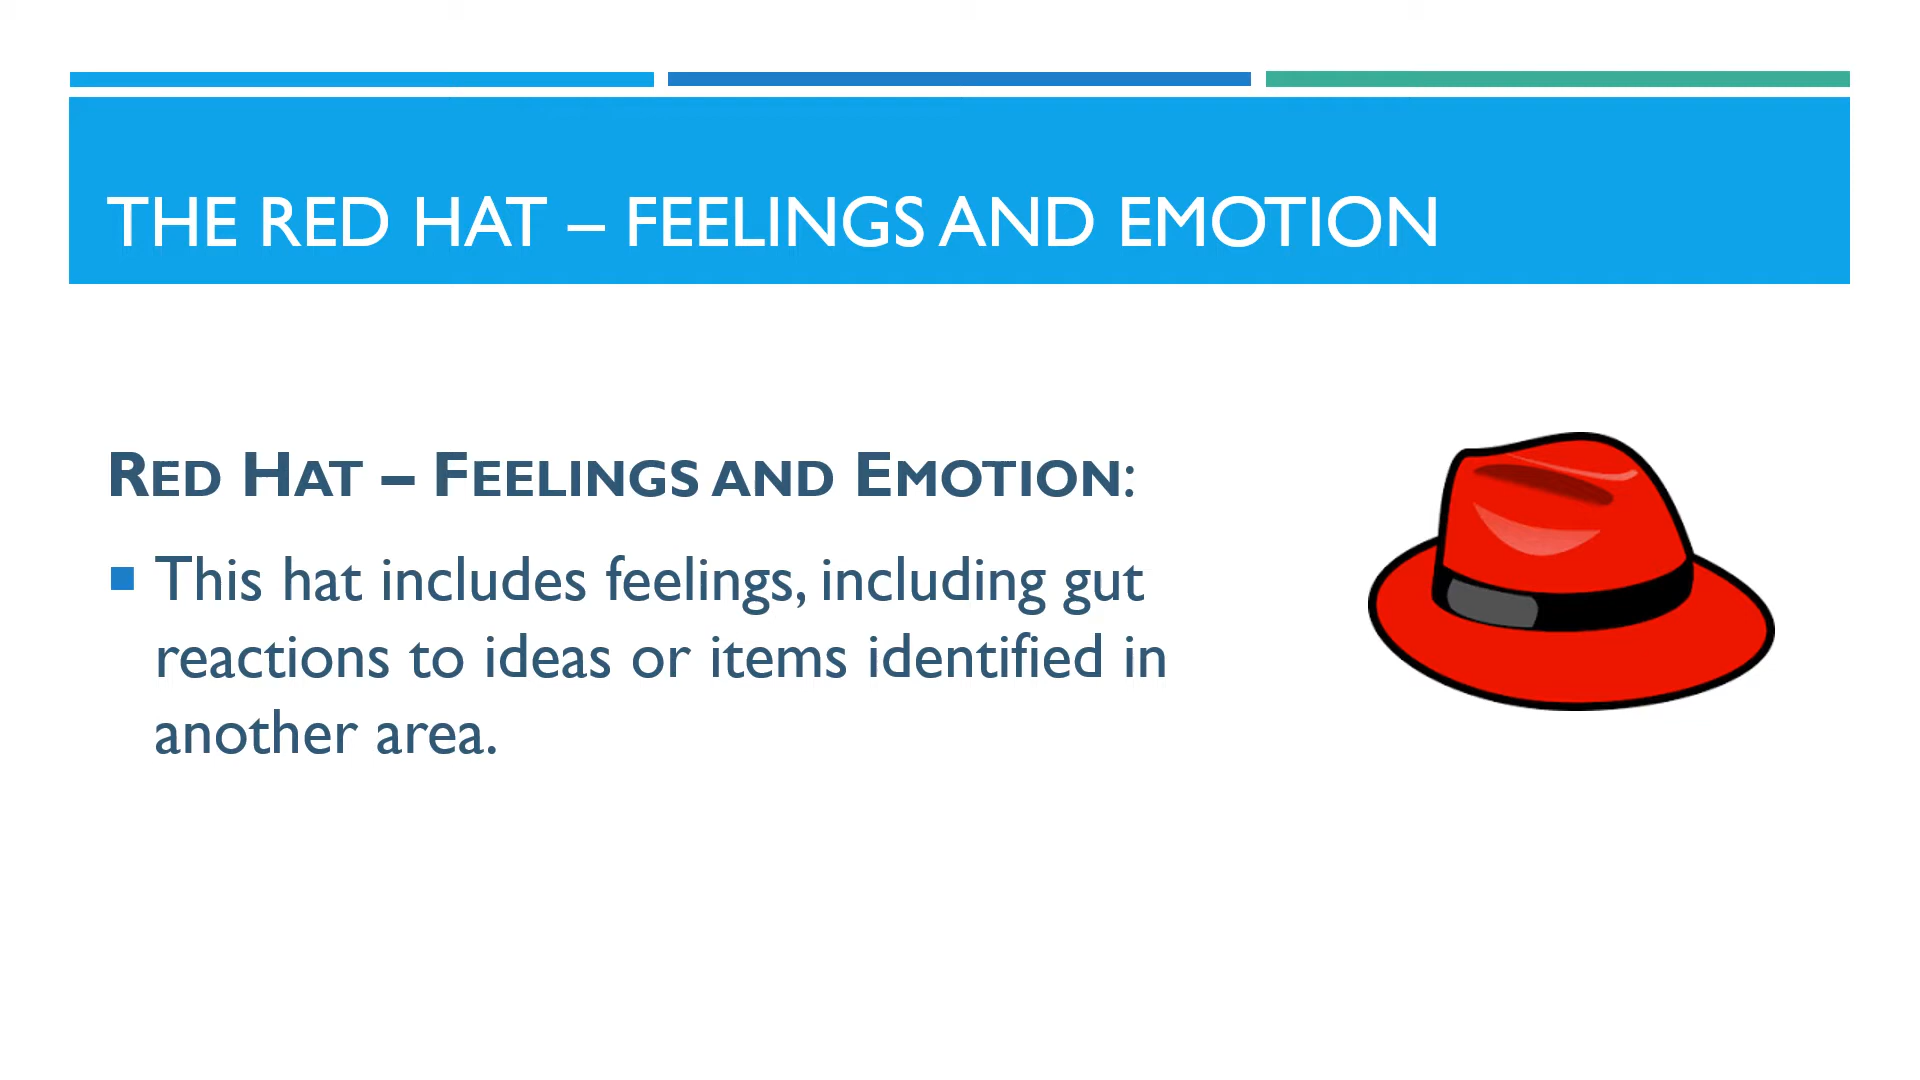 THE RED HAT – FEELINGS AND EMOTION
RED HAT – FEELINGS AND EMOTION:
This hat includes feelings, including gut
reactions to ideas or items identified in
another area.